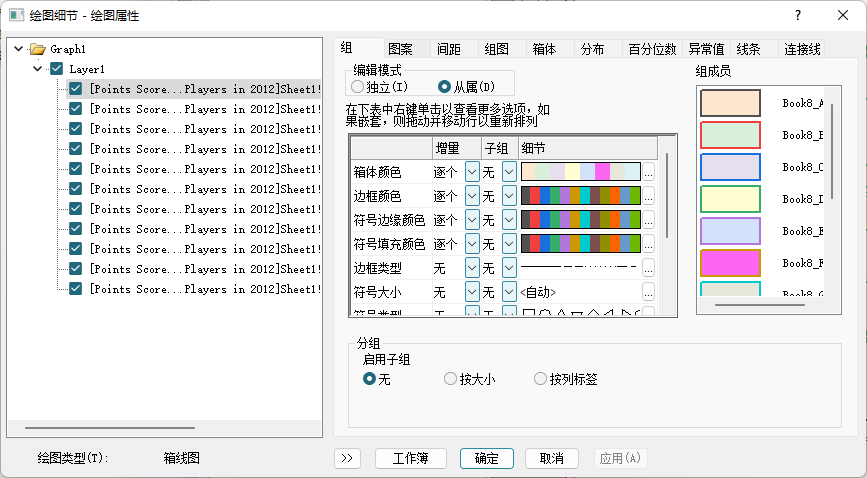 绘图细节 - 绘图属性
?
Graph1
Layer1
[Points Score...Players in 2012]Sheet1!
[Points Score...Players in 2012]Sheet1!
[Points Score...Players in 2012]Sheet1!
[Points Score...Players in 2012]Sheet1!
[Points Score...Players in 2012]Sheet1!
[Points Score...Players in 2012]Sheet1!
[Points Score...Players in 2012]Sheet1!
[Points Score...Players in 2012]Sheet1!
[Points Score...Players in 2012]Sheet1!
[Points Score...Players in 2012]Sheet1!
[Points Score...Players in 2012]Sheet1!
组 图案 间距 组图 箱体 分布 百分位数 异常值 线条 连接线
编辑模式
独立(I) 从属(D)
在下表中右键单击以查看更多选项，如
果嵌套，则拖动并移动行以重新排列
增量 子组 细节
箱体颜色 逐个 无 ...
边框颜色 逐个 无 ...
符号边缘颜色 逐个 无 ...
符号填充颜色 逐个 无 ...
边框类型 无 无 ...
符号大小 无 无 <自动> ...
符号类型 无 无
组成员
Book8_A
Book8_B
Book8_C
Book8_D
Book8_E
Book8_F
Book8_G
分组
启用子组
无 按大小 按列标签
绘图类型(T): 箱线图 >> 工作簿 确定 取消 应用(A)